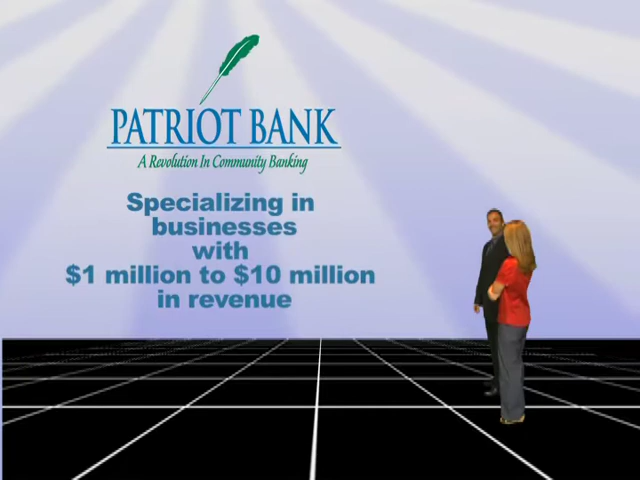 PATRIOT BANK
A Revolution In Community Banking
Specializing in
businesses
with
$1 million to $10 million
in revenue